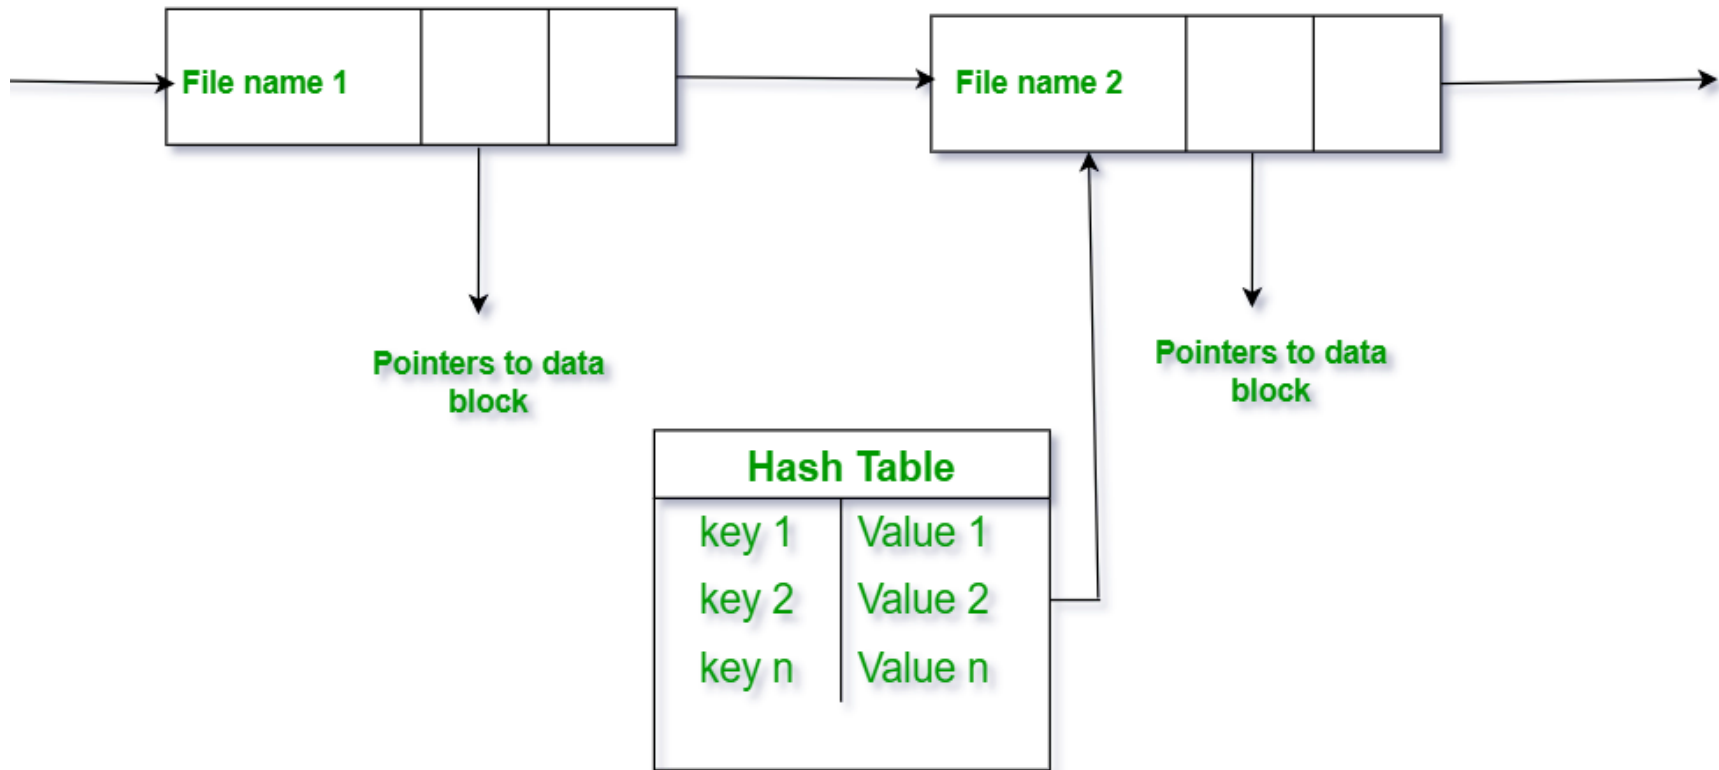 File name 1
File name 2
Pointers to data
block
Pointers to data
block
Hash Table
key 1 Value 1
key 2 Value 2
key n Value n